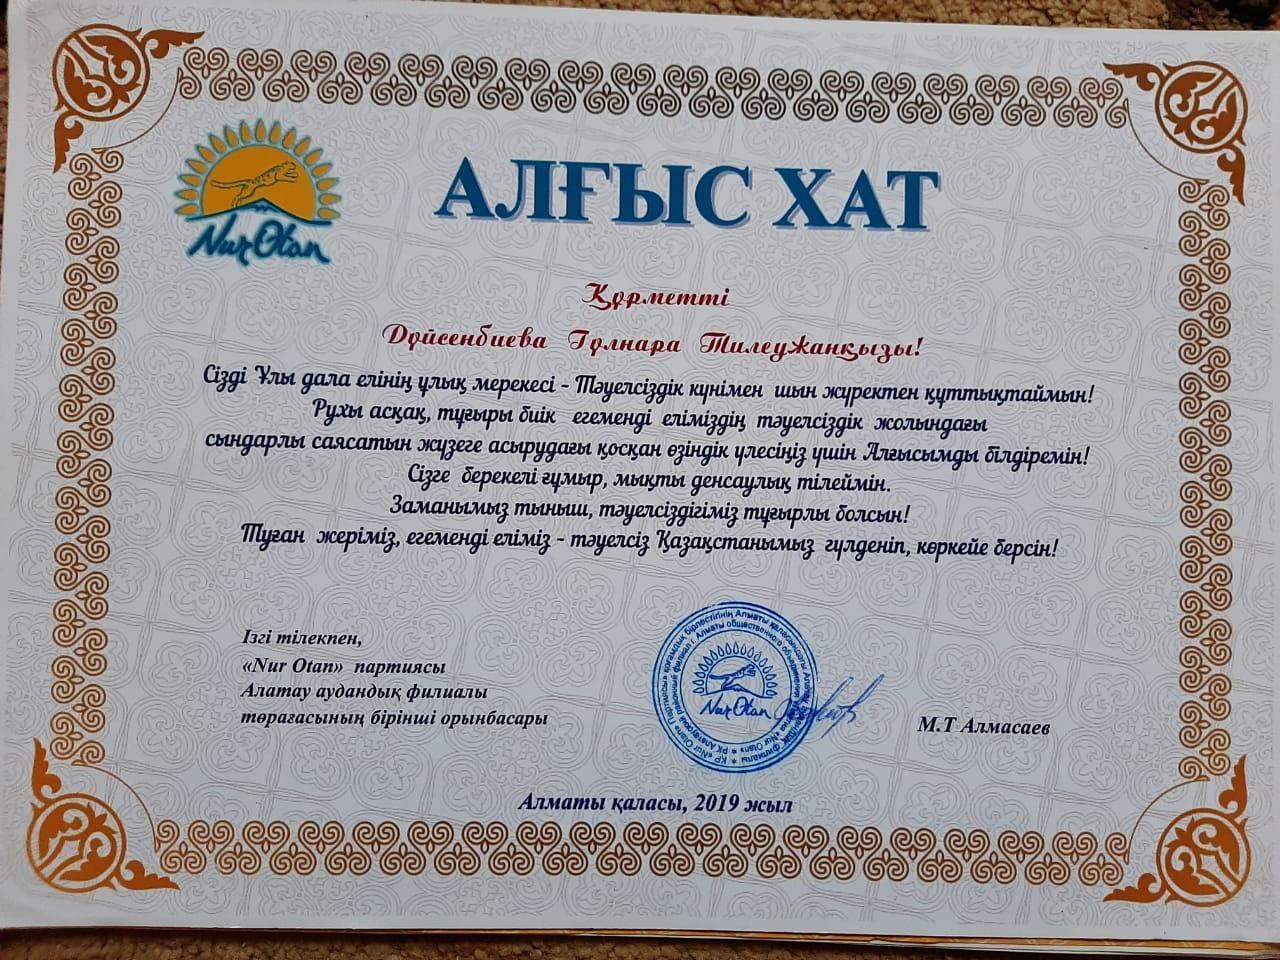 Nur Otan
АЛҒЫС ХАТ
Құрметті
Дүйсенбиева Гүлнара Тилеужанқызы!
Сізді Ұлы дала елінің ұлық мерекесі - Тәуелсіздік күнімен шын жүректен құттықтаймын!
Рухы асқақ, тұғыры биік егеменді еліміздің тәуелсіздік жолындағы
сындарлы саясатын жүзеге асырудағы қосқан өзіндік үлесіңіз үшін Алғысымды білдіремін!
Сізге берекелі ғұмыр, мықты денсаулық тілеймін.
Заманымыз тыныш, тәуелсіздігіміз тұғырлы болсын!
Туған жеріміз, егеменді еліміз - тәуелсіз Қазақстанымыз гүлденіп, көркейе берсін!
Ізгі тілекпен,
«Nur Otan» партиясы
Алатау аудандық филиалы
төрағасының бірінші орынбасары
Nur Otan
М.Т Алмасаев
Алматы қаласы, 2019 жыл